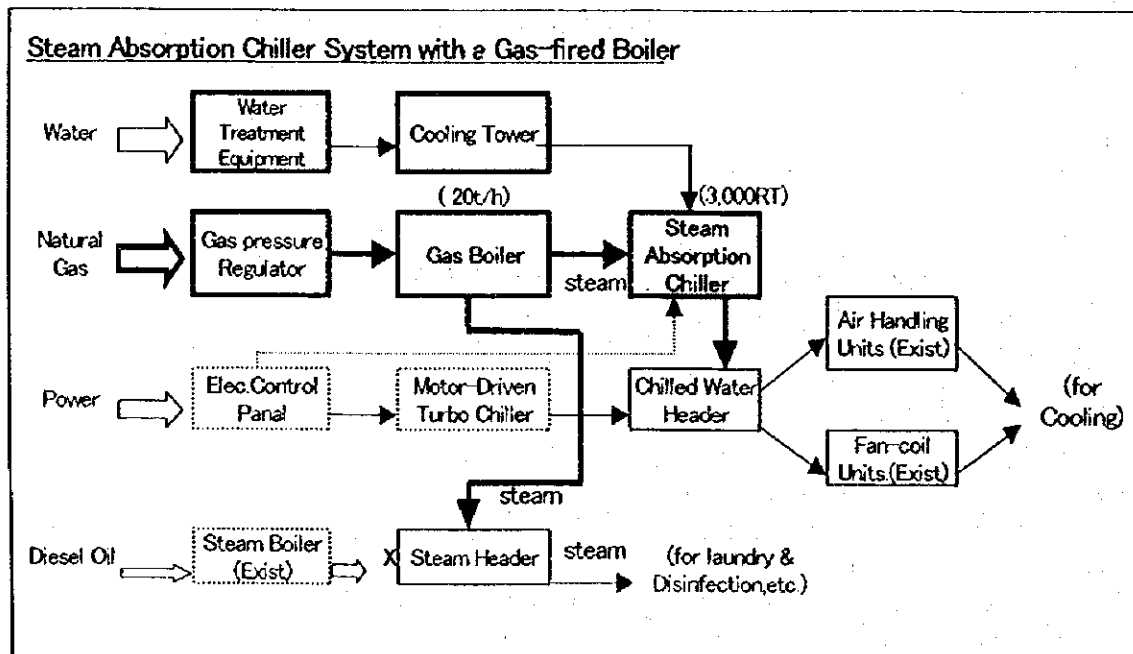 Steam Absorption Chiller System with a Gas-fired Boiler
Water
Water
Treatment
Equipment
Cooling Tower
( 20t/h)
(3,000RT)
Natural
Gas
Gas pressure
Regulator
Gas Boiler
steam
Steam
Absorption
Chiller
Air Handling
Units (Exist)
Power
Elec.Control
Panal
Motor-Driven
Turbo Chiller
Chilled Water
Header
(for
Cooling)
Fan-coil
Units.(Exist)
steam
Diesel Oil
Steam Boiler
(Exist)
X
Steam Header
steam
(for laundry &
Disinfection,etc.)